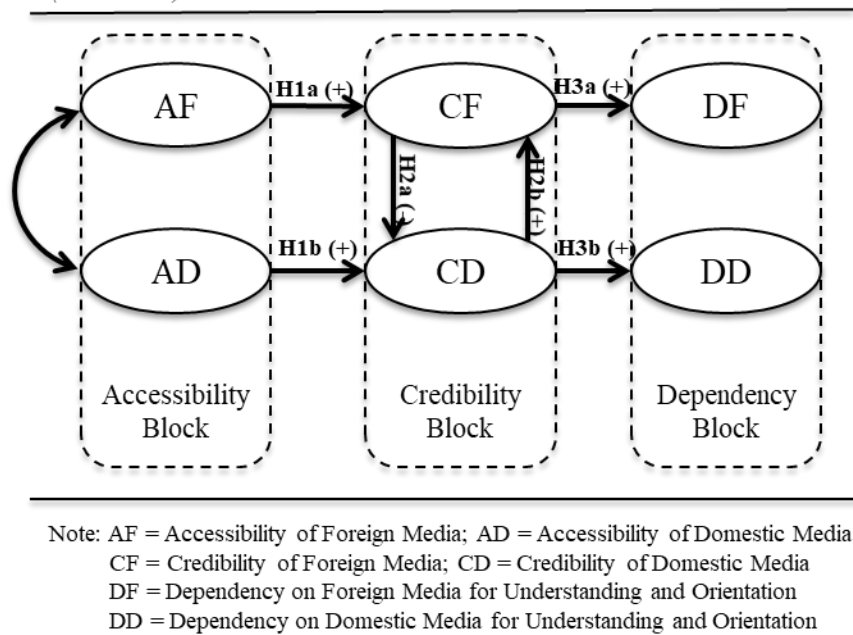 H1a (+)
H3a (+)
AF
CF
DF
H2a (-)
H2b (+)
H1b (+)
H3b (+)
AD
CD
DD
Accessibility
Block
Credibility
Block
Dependency
Block
Note: AF = Accessibility of Foreign Media; AD = Accessibility of Domestic Media
CF = Credibility of Foreign Media; CD = Credibility of Domestic Media
DF = Dependency on Foreign Media for Understanding and Orientation
DD = Dependency on Domestic Media for Understanding and Orientation